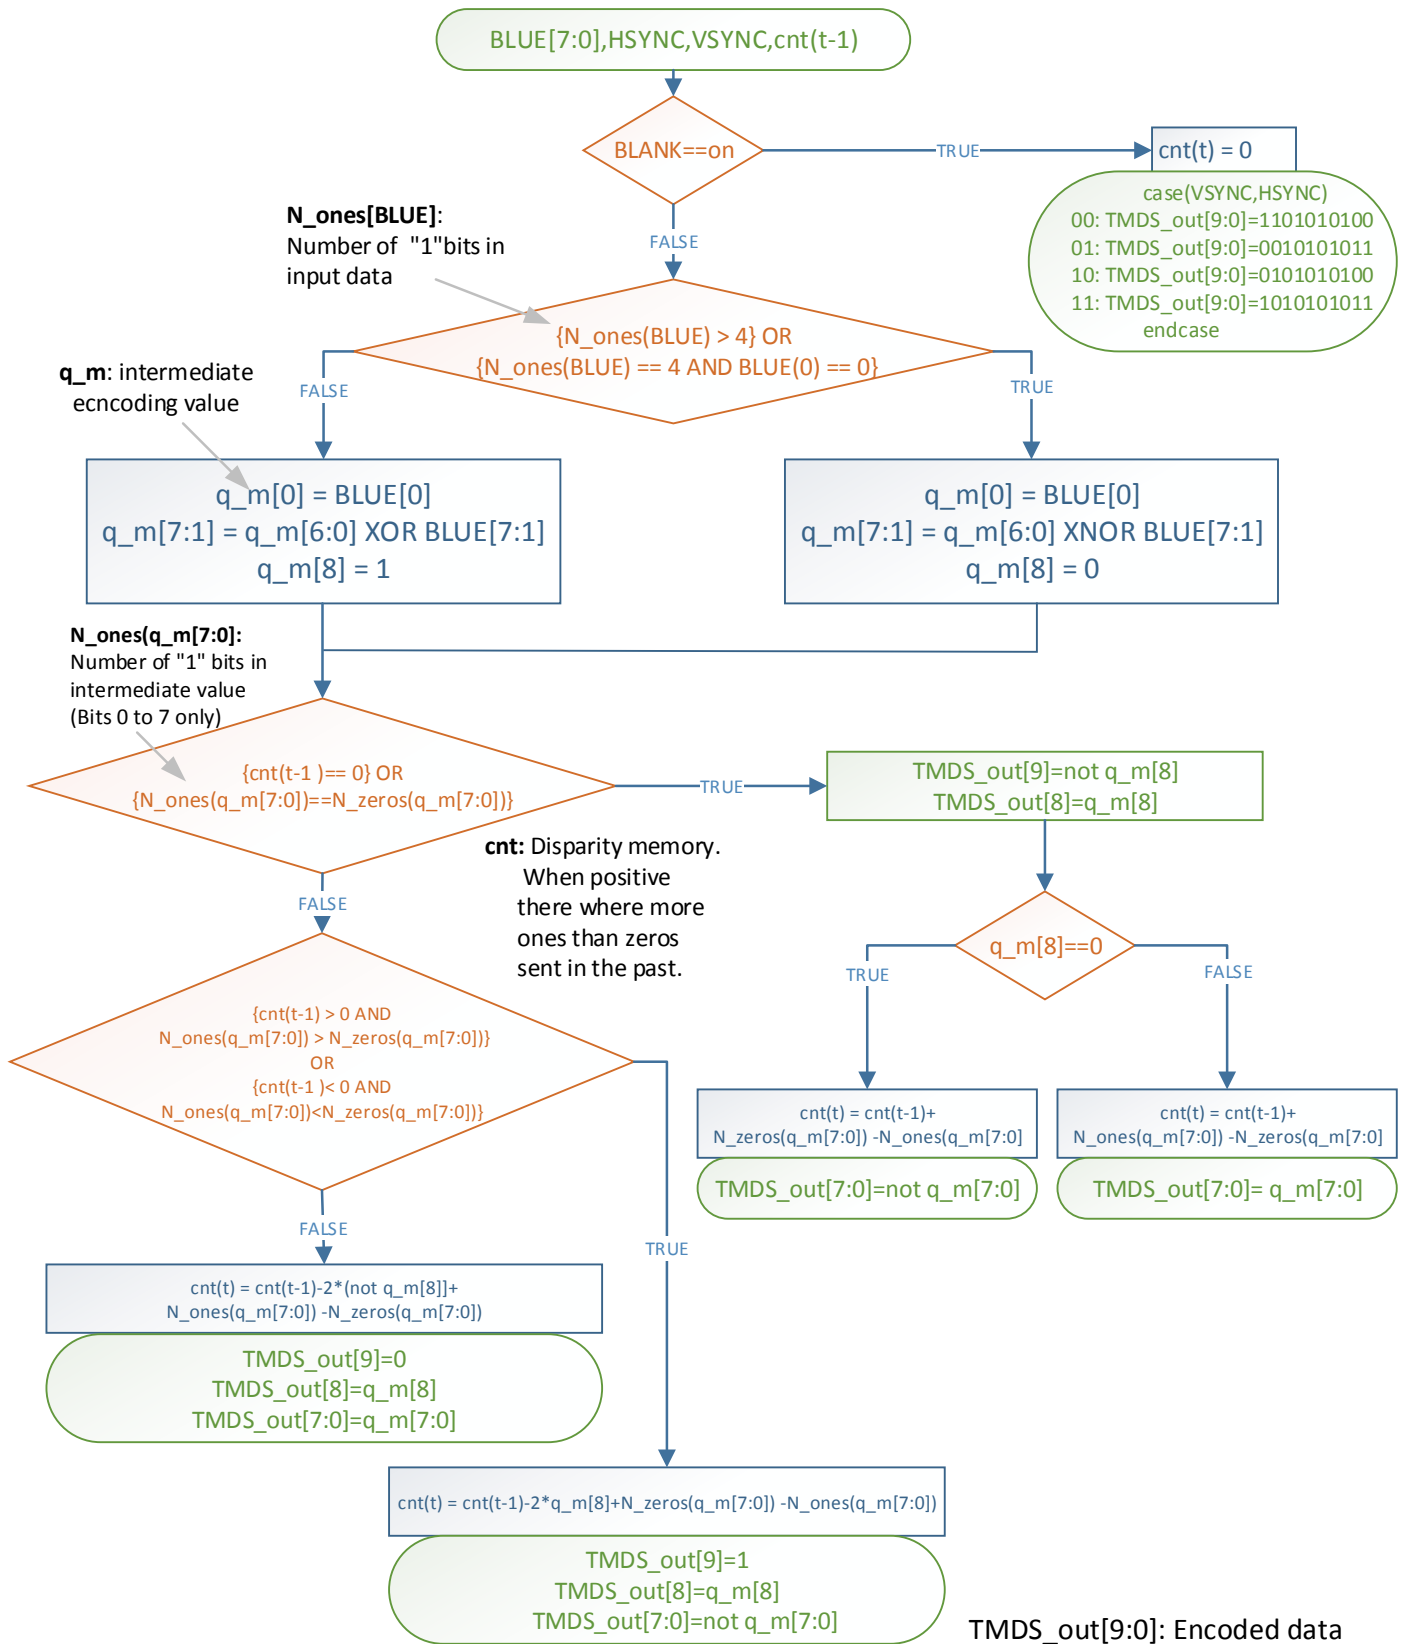 BLUE[7:0],HSYNC,VSYNC,cnt(t-1)
BLANK==on
TRUE
cnt(t) = 0
case(VSYNC,HSYNC)
00: TMDS_out[9:0]=1101010100
01: TMDS_out[9:0]=0010101011
10: TMDS_out[9:0]=0101010100
11: TMDS_out[9:0]=1010101011
endcase
FALSE
N_ones[BLUE]:
Number of  "1"bits in
input data
{N_ones(BLUE) > 4} OR
{N_ones(BLUE) == 4 AND BLUE(0) == 0}
FALSE
TRUE
q_m: intermediate
ecncoding value
q_m[0] = BLUE[0]
q_m[7:1] = q_m[6:0] XOR BLUE[7:1]
q_m[8] = 1
q_m[0] = BLUE[0]
q_m[7:1] = q_m[6:0] XNOR BLUE[7:1]
q_m[8] = 0
N_ones(q_m[7:0]:
Number of "1" bits in
intermediate value
(Bits 0 to 7 only)
{cnt(t-1 )== 0} OR
{N_ones(q_m[7:0])==N_zeros(q_m[7:0])}
TRUE
TMDS_out[9]=not q_m[8]
TMDS_out[8]=q_m[8]
FALSE
cnt: Disparity memory.
When positive
there where more
ones than zeros
sent in the past.
q_m[8]==0
TRUE
FALSE
{cnt(t-1) > 0 AND
N_ones(q_m[7:0]) > N_zeros(q_m[7:0])}
OR
{cnt(t-1 )< 0 AND
N_ones(q_m[7:0])<N_zeros(q_m[7:0])}
cnt(t) = cnt(t-1)+
N_zeros(q_m[7:0]) -N_ones(q_m[7:0]
TMDS_out[7:0]=not q_m[7:0]
cnt(t) = cnt(t-1)+
N_ones(q_m[7:0]) -N_zeros(q_m[7:0]
TMDS_out[7:0]= q_m[7:0]
FALSE
TRUE
cnt(t) = cnt(t-1)-2*(not q_m[8]]+
N_ones(q_m[7:0]) -N_zeros(q_m[7:0])
TMDS_out[9]=0
TMDS_out[8]=q_m[8]
TMDS_out[7:0]=q_m[7:0]
cnt(t) = cnt(t-1)-2*q_m[8]+N_zeros(q_m[7:0]) -N_ones(q_m[7:0])
TMDS_out[9]=1
TMDS_out[8]=q_m[8]
TMDS_out[7:0]=not q_m[7:0]
TMDS_out[9:0]: Encoded data